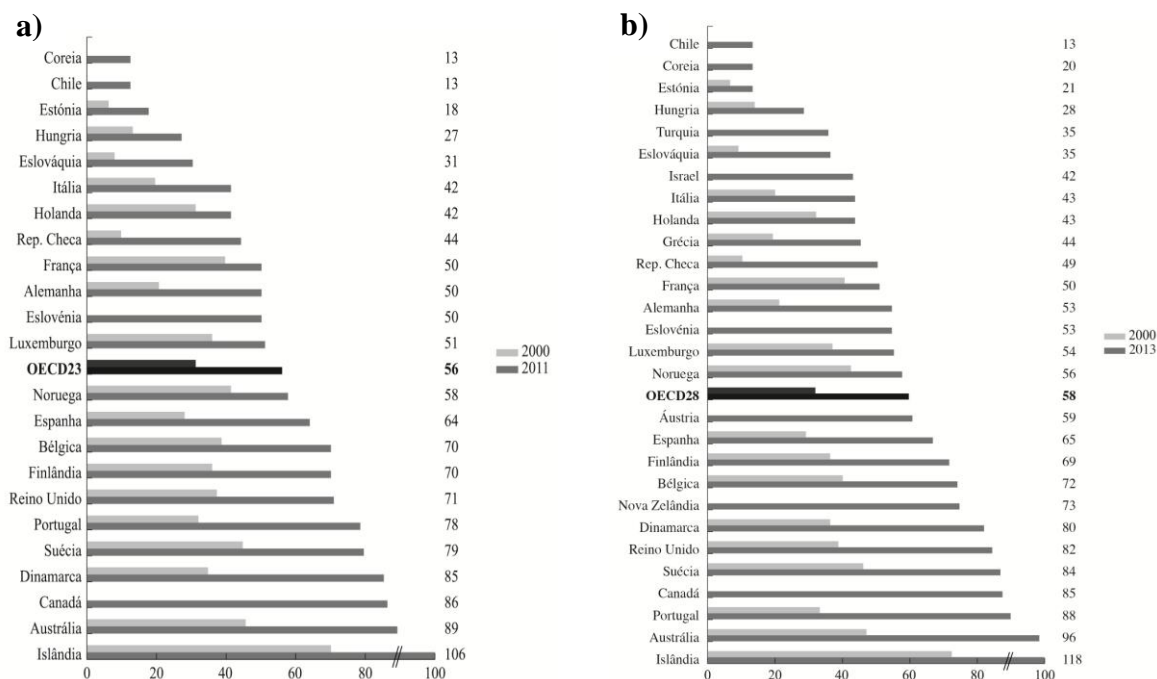 a)
Coreia 13
Chile 13
Estónia 18
Hungria 27
Eslováquia 31
Itália 42
Holanda 42
Rep. Checa 44
França 50
Alemanha 50
Eslovénia 50
Luxemburgo 51
2000
2011
OECD23 56
Noruega 58
Espanha 64
Bélgica 70
Finlândia 70
Reino Unido 71
Portugal 78
Suécia 79
Dinamarca 85
Canadá 86
Austrália 89
Islândia 106
0 20 40 60 80 100
b)
Chile 13
Coreia 20
Estónia 21
Hungria 28
Turquia 35
Eslováquia 35
Israel 42
Itália 43
Holanda 43
Grécia 44
Rep. Checa 49
França 50
Alemanha 53
Eslovénia 53
2000
Luxemburgo 54
2013
Noruega 56
OECD28 58
Áustria 59
Espanha 65
Finlândia 69
Bélgica 72
Nova Zelândia 73
Dinamarca 80
Reino Unido 82
Suécia 84
Canadá 85
Portugal 88
Austrália 96
Islândia 118
0 20 40 60 80 100